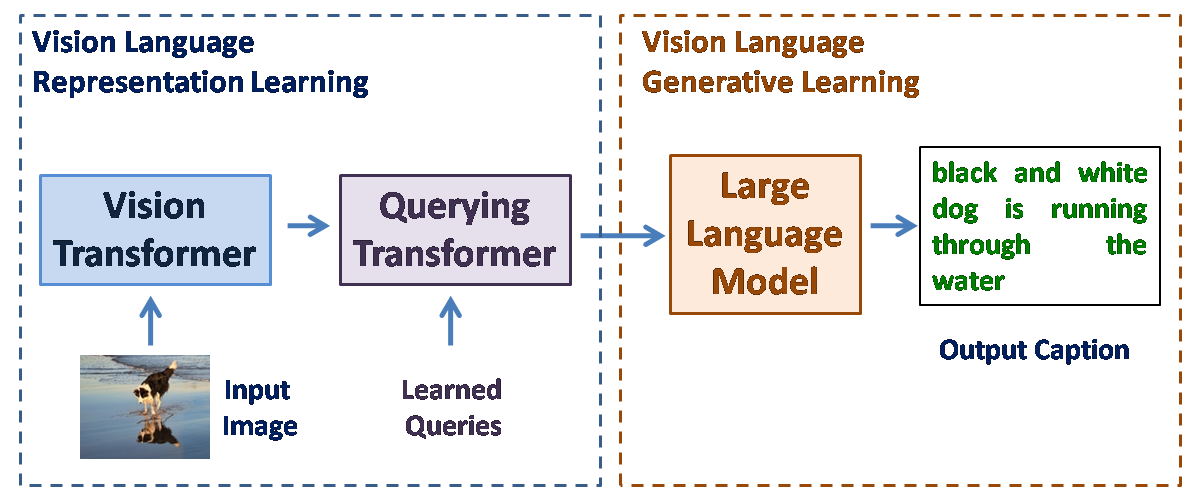 Vision Language
Representation Learning
Vision
Transformer
Querying
Transformer
Input
Image
Learned
Queries
Vision Language
Generative Learning
Large
Language
Model
black and white
dog is running
through the
water
Output Caption